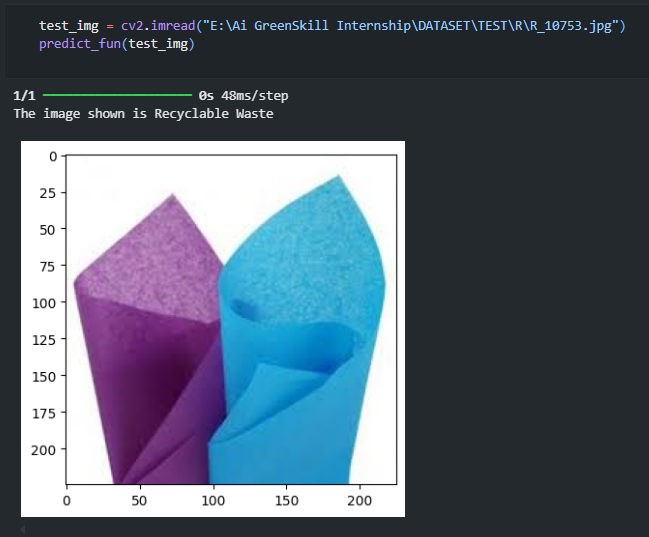 test_img = cv2.imread("E:\Ai GreenSkill Internship\DATASET\TEST\R\R_10753.jpg")
predict_fun(test_img)
1/1 ━━━━━━━━━━━━━━━━━━━━ 0s 48ms/step
The image shown is Recyclable Waste
0
25
50
75
100
125
150
175
200
0 50 100 150 200